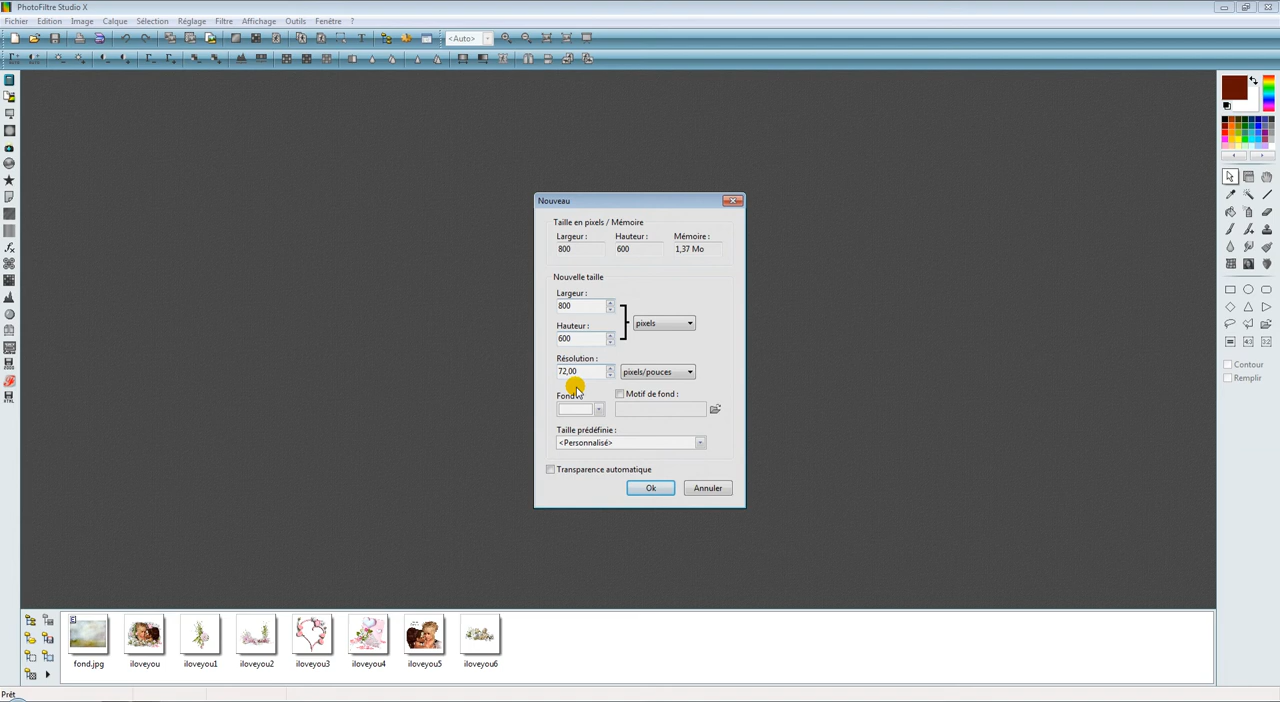 PhotoFiltre Studio X
Fichier Edition Image Calque Sélection Réglage Filtre Affichage Outils Fenêtre ?
<Auto>
Nouveau
Taille en pixels / Mémoire
Largeur : Hauteur : Mémoire :
800 600 1,37 Mo
Nouvelle taille
Largeur :
800
pixels
Hauteur :
600
Résolution :
72,00 pixels/pouces
Motif de fond :
Taille prédéfinie :
<Personnalisé>
Transparence automatique
Ok Annuler
Contour
Remplir
fond.jpg iloveyou iloveyou1 iloveyou2 iloveyou3 iloveyou4 iloveyou5 iloveyou6
Prêt